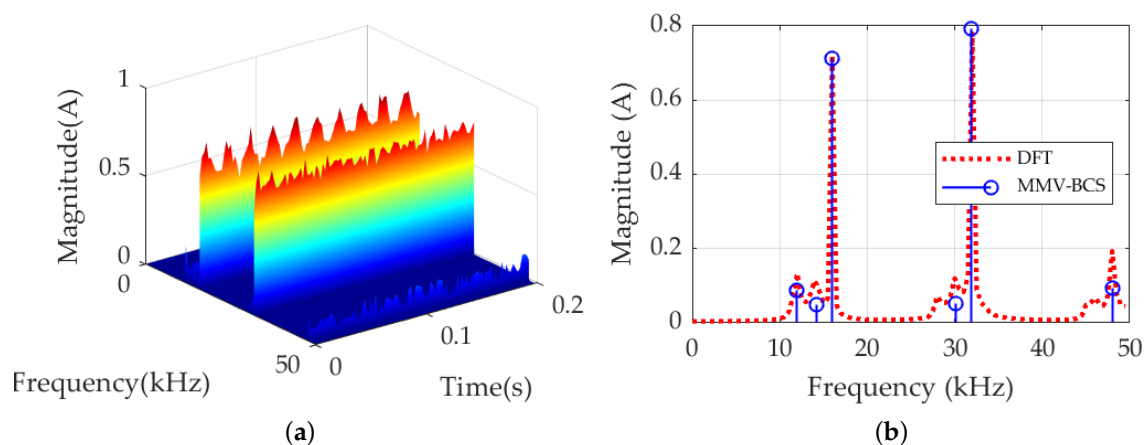 1
0.5
0
Magnitude(A)
0
50
Frequency(kHz)
0
0.1
0.2
Time(s)
(a)
0.8
0.6
0.4
0.2
0
Magnitude (A)
DFT
MMV-BCS
0 10 20 30 40 50
Frequency (kHz)
(b)